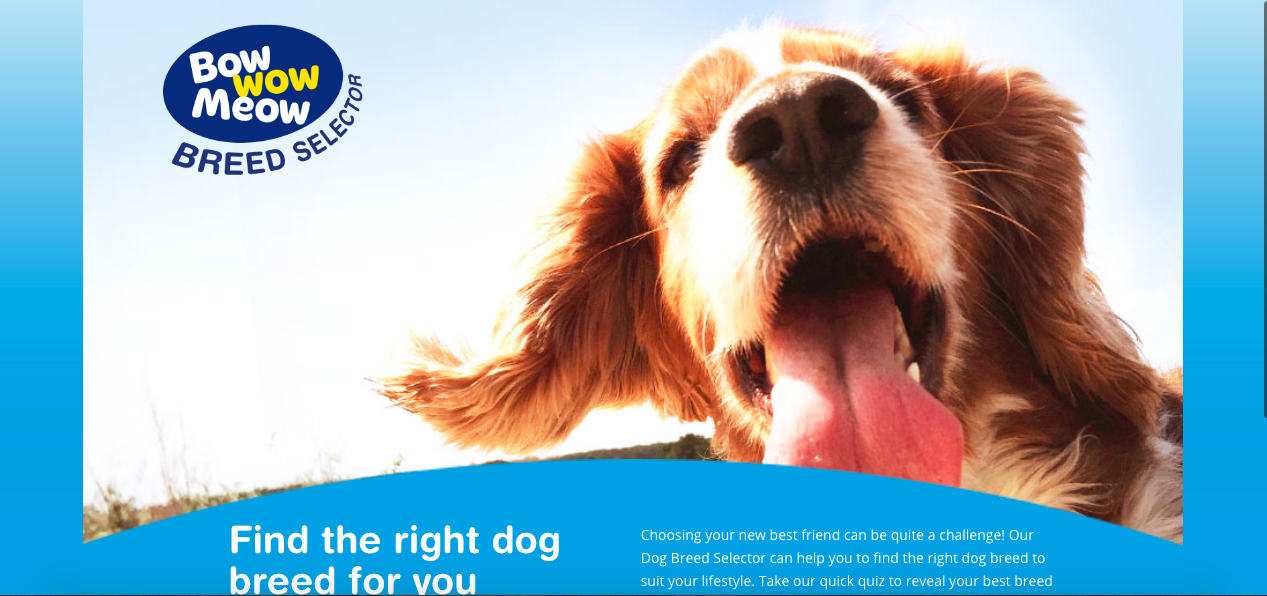 Bow
wow
Meow
BREED SELECTOR
Find the right dog
breed for you
Choosing your new best friend can be quite a challenge! Our
Dog Breed Selector can help you to find the right dog breed to
suit your lifestyle. Take our quick quiz to reveal your best breed